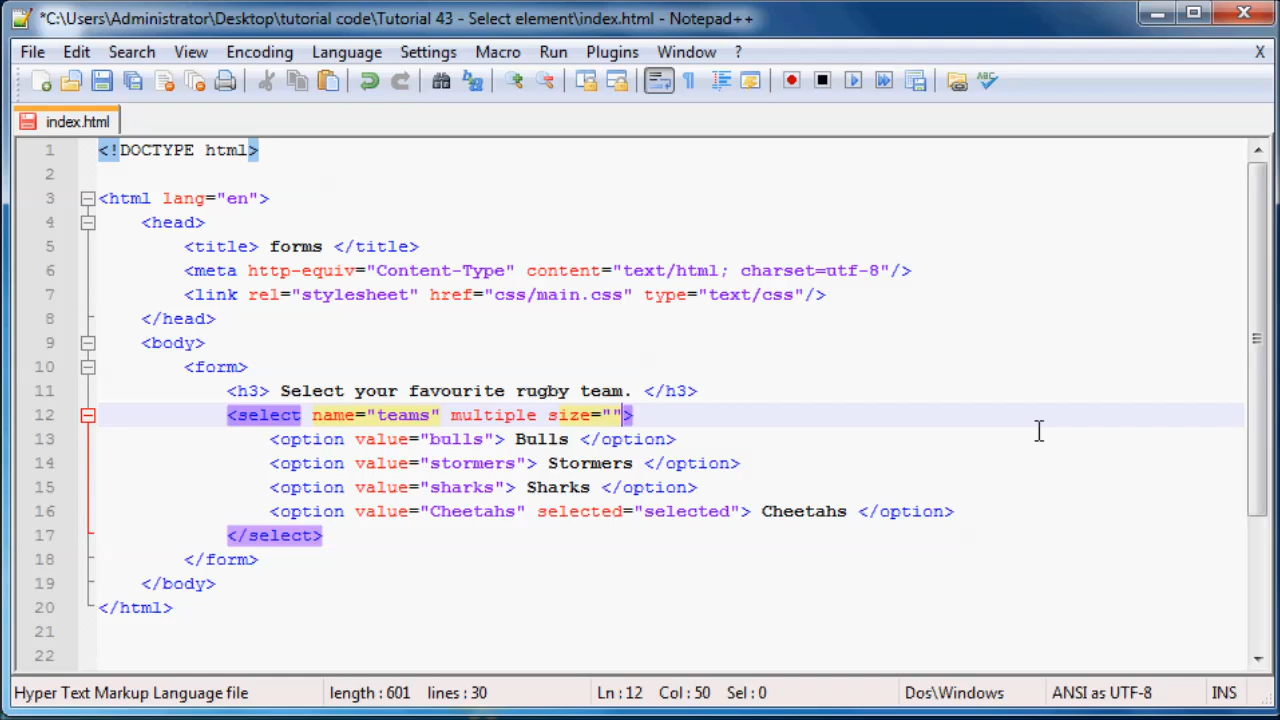 *C:\Users\Administrator\Desktop\tutorial code\Tutorial 43 - Select element\index.html - Notepad++
File Edit Search View Encoding Language Settings Macro Run Plugins Window ? X
index.html
1 <!DOCTYPE html>
2
3 <html lang="en">
4 <head>
5 <title> forms </title>
6 <meta http-equiv="Content-Type" content="text/html; charset=utf-8"/>
7 <link rel="stylesheet" href="css/main.css" type="text/css"/>
8 </head>
9 <body>
10 <form>
11 <h3> Select your favourite rugby team. </h3>
12 <select name="teams" multiple size="">
13 <option value="bulls"> Bulls </option>
14 <option value="stormers"> Stormers </option>
15 <option value="sharks"> Sharks </option>
16 <option value="Cheetahs" selected="selected"> Cheetahs </option>
17 </select>
18 </form>
19 </body>
20 </html>
21
22
Hyper Text Markup Language file length : 601 lines : 30 Ln : 12 Col : 50 Sel : 0 Dos\Windows ANSI as UTF-8 INS